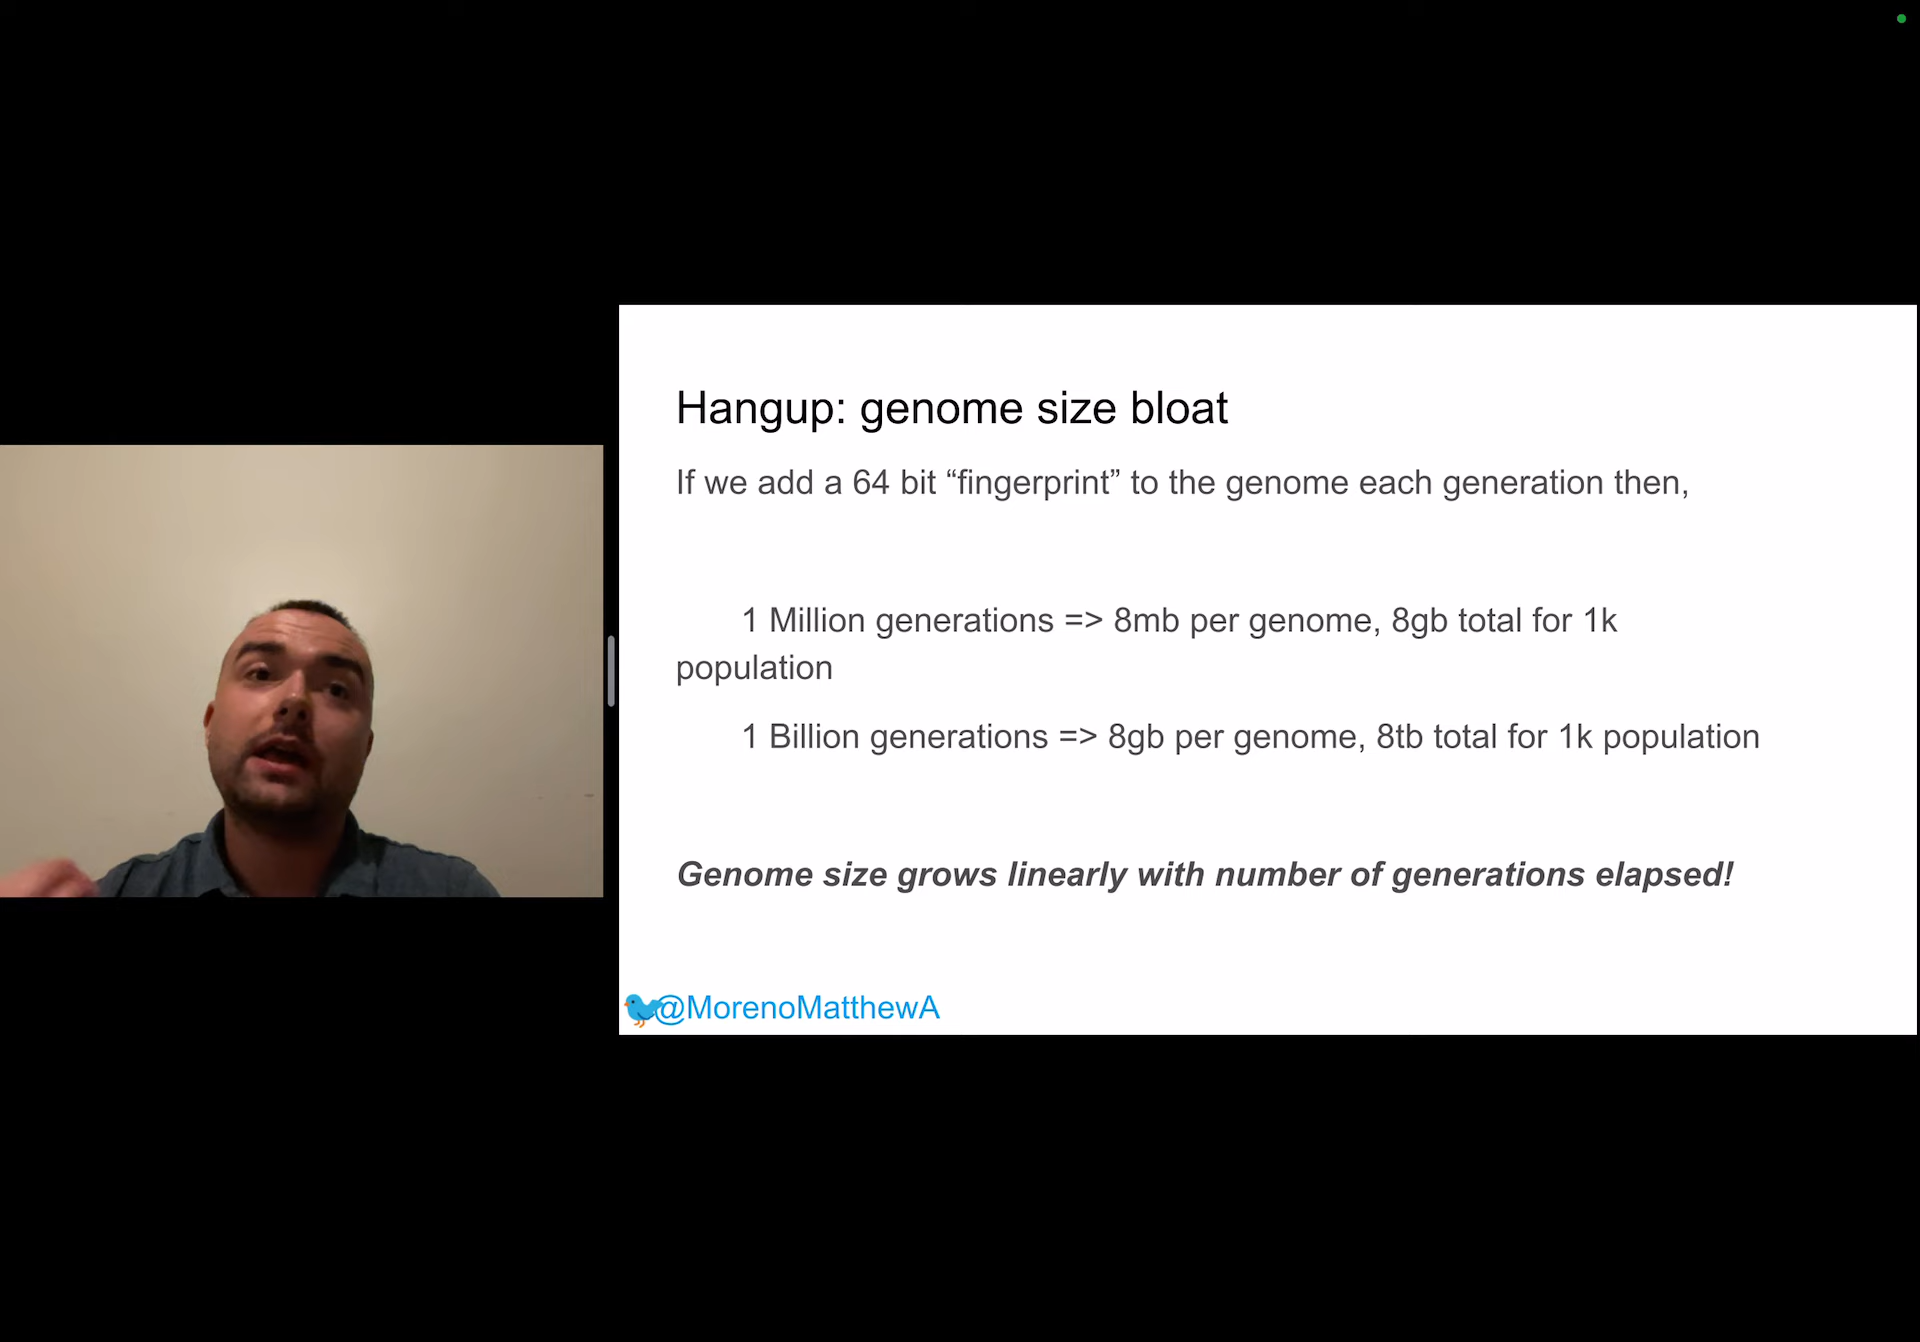 Hangup: genome size bloat
If we add a 64 bit “fingerprint” to the genome each generation then,
1 Million generations => 8mb per genome, 8gb total for 1k
population
1 Billion generations => 8gb per genome, 8tb total for 1k population
Genome size grows linearly with number of generations elapsed!
@MorenoMatthewA